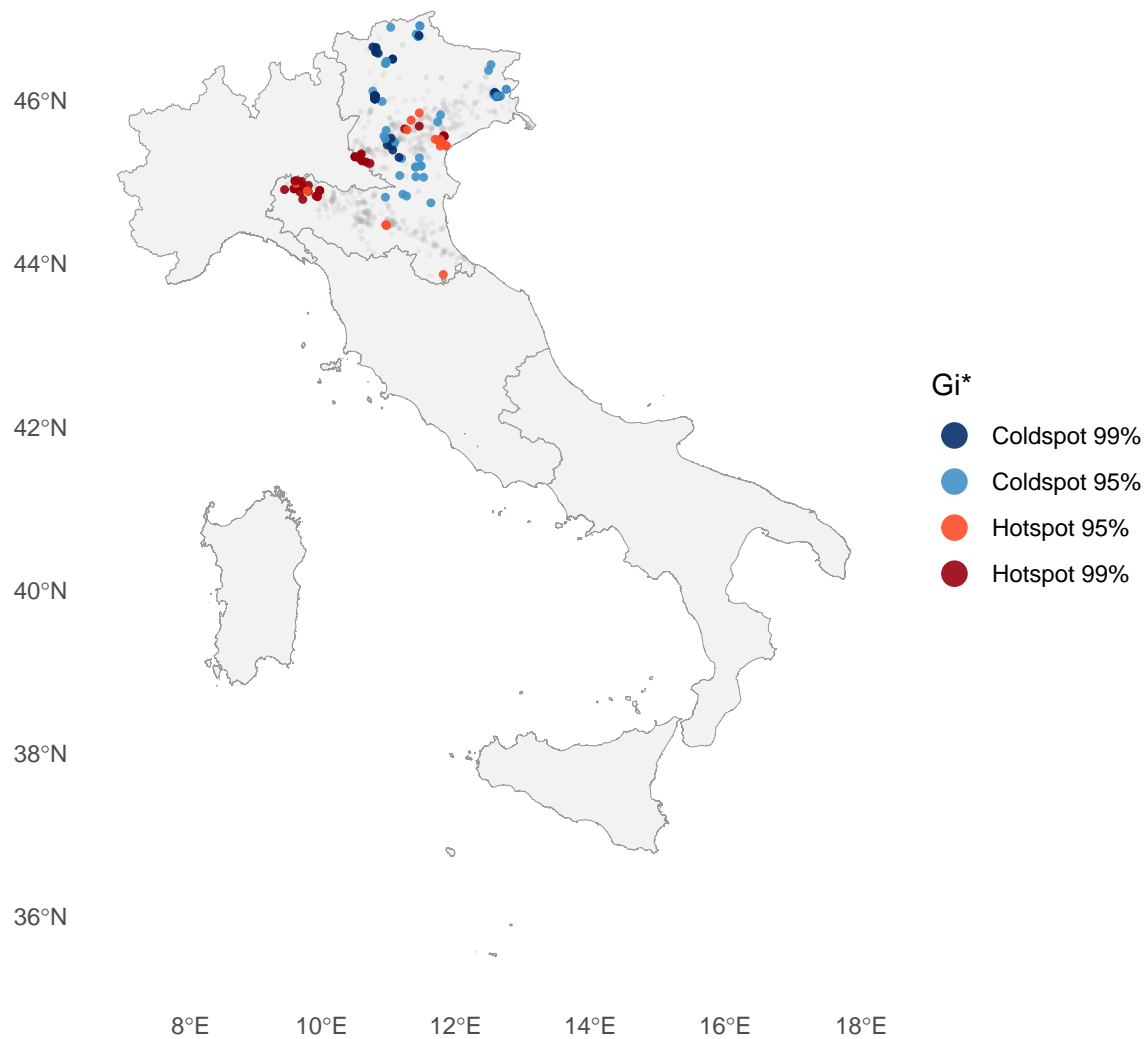 46°N
44°N
42°N
40°N
38°N
36°N
8°E
10°E
12°E
14°E
16°E
18°E
Gi*
Coldspot 99%
Coldspot 95%
Hotspot 95%
Hotspot 99%